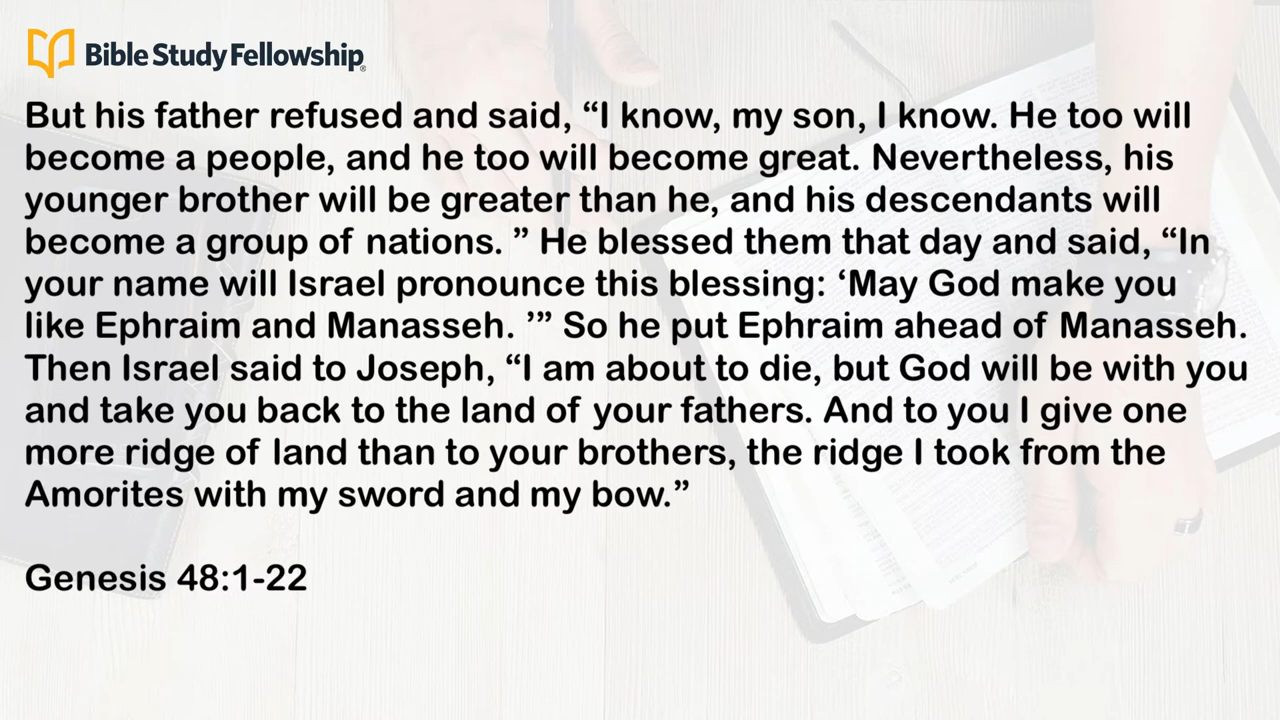 Bible Study Fellowship®
But his father refused and said, “I know, my son, I know. He too will
become a people, and he too will become great. Nevertheless, his
younger brother will be greater than he, and his descendants will
become a group of nations. ” He blessed them that day and said, “In
your name will Israel pronounce this blessing: ‘May God make you
like Ephraim and Manasseh. ’” So he put Ephraim ahead of Manasseh.
Then Israel said to Joseph, “I am about to die, but God will be with you
and take you back to the land of your fathers. And to you I give one
more ridge of land than to your brothers, the ridge I took from the
Amorites with my sword and my bow.”
Genesis 48:1-22